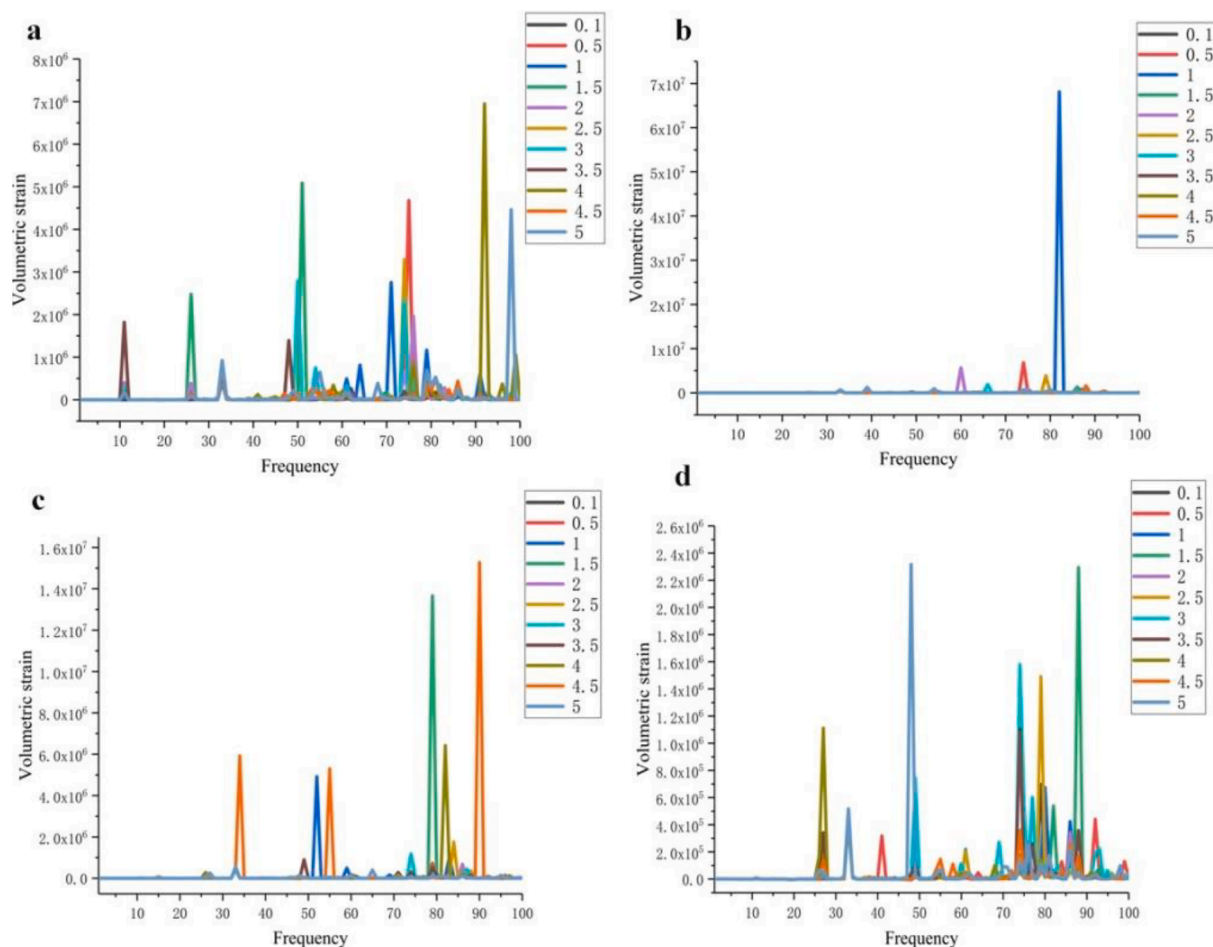 a
8x10⁶
7x10⁶
6x10⁶
5x10⁶
4x10⁶
3x10⁶
2x10⁶
1x10⁶
0
Volumetric strain
10 20 30 40 50 60 70 80 90 100
Frequency
0.1
0.5
1
1.5
2
2.5
3
3.5
4
4.5
5
b
7x10⁷
6x10⁷
5x10⁷
4x10⁷
3x10⁷
2x10⁷
1x10⁷
0
Volumetric strain
10 20 30 40 50 60 70 80 90 100
Frequency
0.1
0.5
1
1.5
2
2.5
3
3.5
4
4.5
5
c
1.6x10⁷
1.4x10⁷
1.2x10⁷
1.0x10⁷
8.0x10⁶
6.0x10⁶
4.0x10⁶
2.0x10⁶
0.0
Volumetric strain
10 20 30 40 50 60 70 80 90 100
Frequency
0.1
0.5
1
1.5
2
2.5
3
3.5
4
4.5
5
d
2.6x10⁶
2.4x10⁶
2.2x10⁶
2.0x10⁶
1.8x10⁶
1.6x10⁶
1.4x10⁶
1.2x10⁶
1.0x10⁶
8.0x10⁵
6.0x10⁵
4.0x10⁵
2.0x10⁵
0.0
Volumetric strain
10 20 30 40 50 60 70 80 90 100
Frequency
0.1
0.5
1
1.5
2
2.5
3
3.5
4
4.5
5